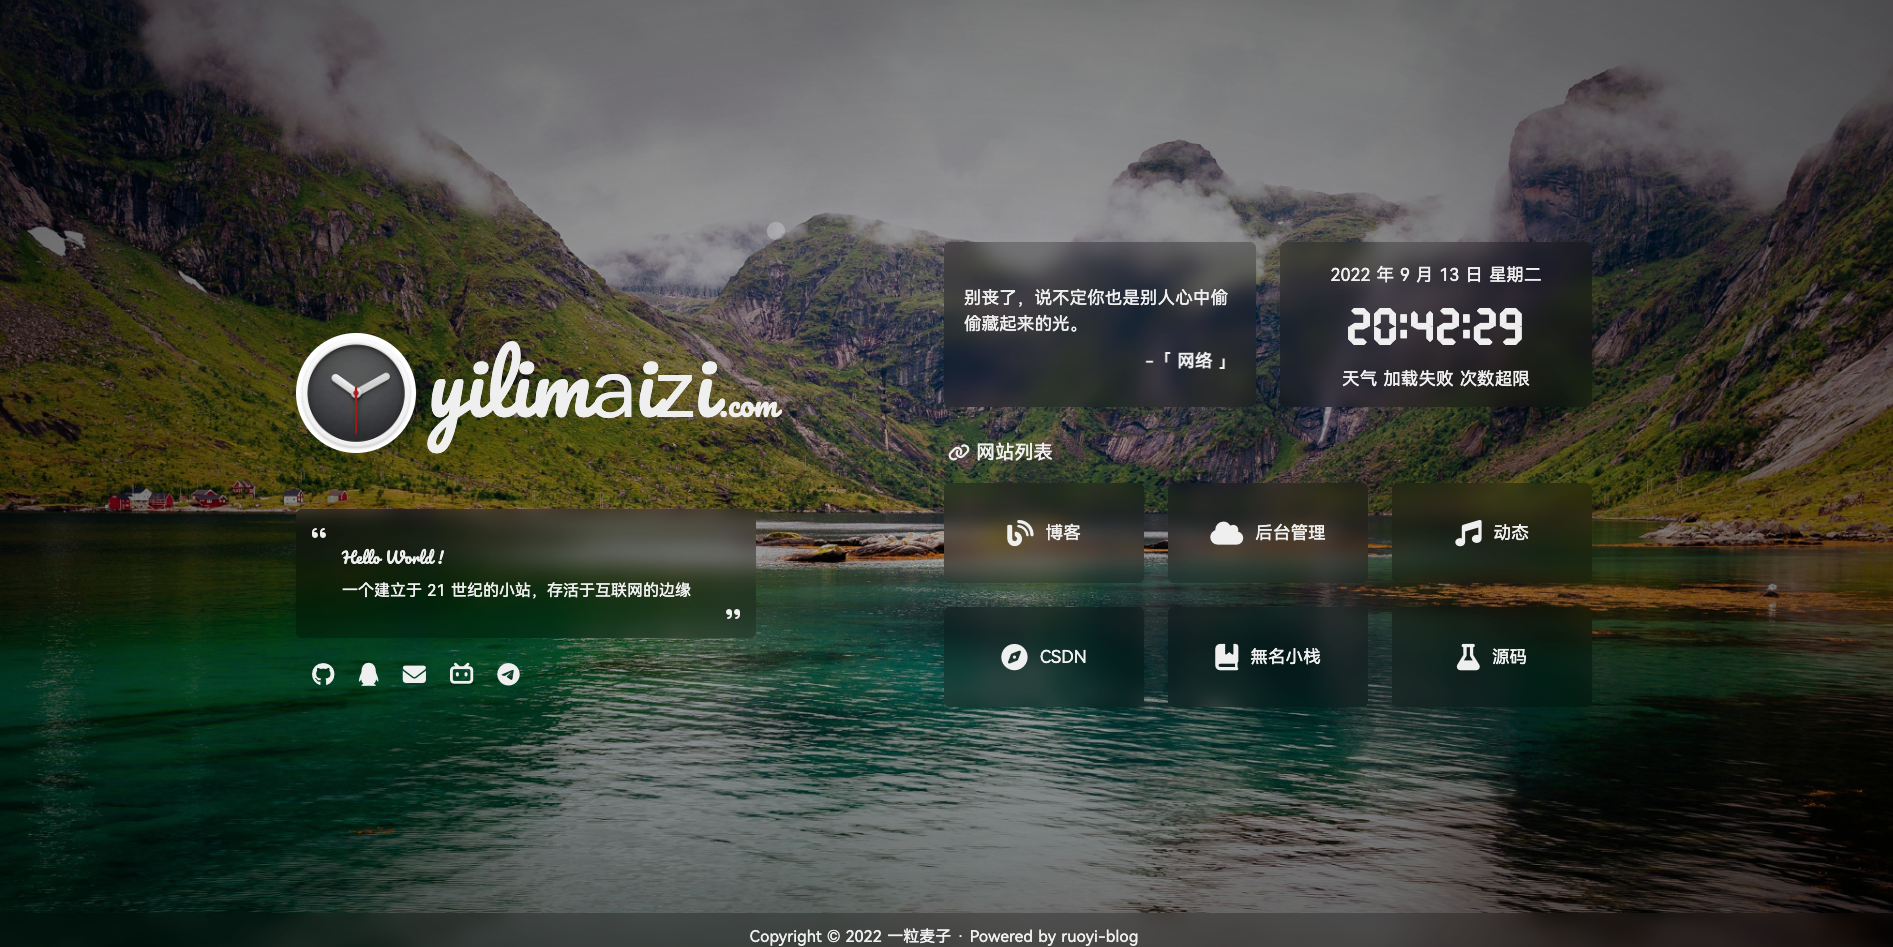 yilimaizi.com
“
Hello World !
一个建立于 21 世纪的小站，存活于互联网的边缘
”
别丧了，说不定你也是别人心中偷
偷藏起来的光。
-「 网络 」
2022 年 9 月 13 日 星期二
20:42:29
天气 加载失败 次数超限
网站列表
博客
后台管理
动态
CSDN
無名小栈
源码
Copyright © 2022 一粒麦子 · Powered by ruoyi-blog